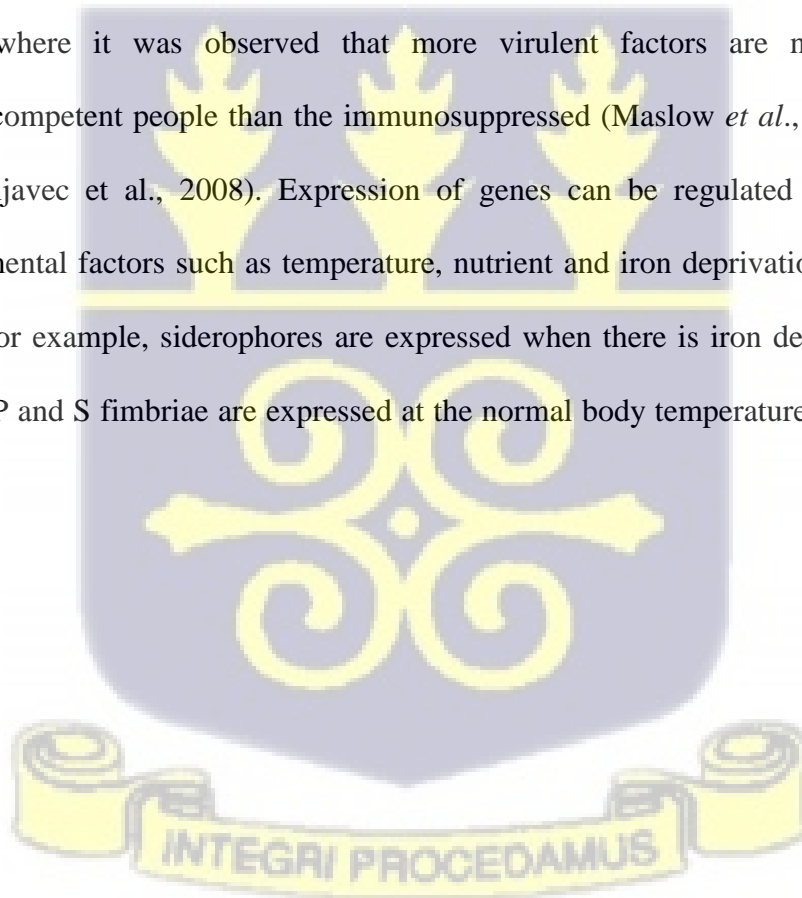 where it was observed that more virulent factors are
competent people than the immunosuppressed (Maslow et al.,
javec et al., 2008). Expression of genes can be regulated
mental factors such as temperature, nutrient and iron
or example, siderophores are expressed when there is iron
P and S fimbriae are expressed at the normal body temperature
INTEGRI PROCEDAMUS